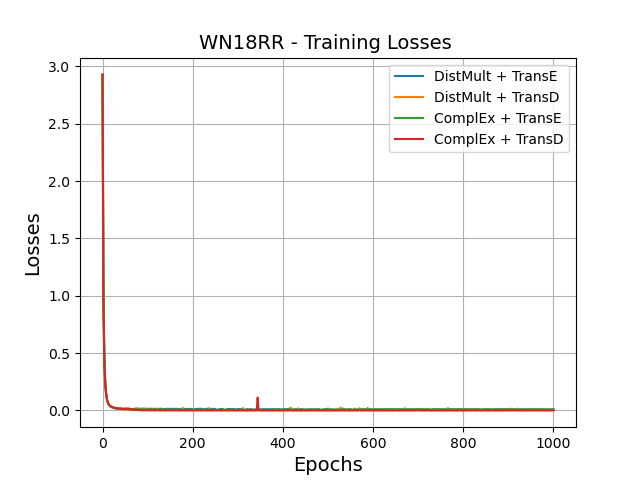 WN18RR - Training Losses
3.0
2.5
2.0
1.5
1.0
0.5
0.0
Losses
DistMult + TransE
DistMult + TransD
ComplEx + TransE
ComplEx + TransD
0 200 400 600 800 1000
Epochs